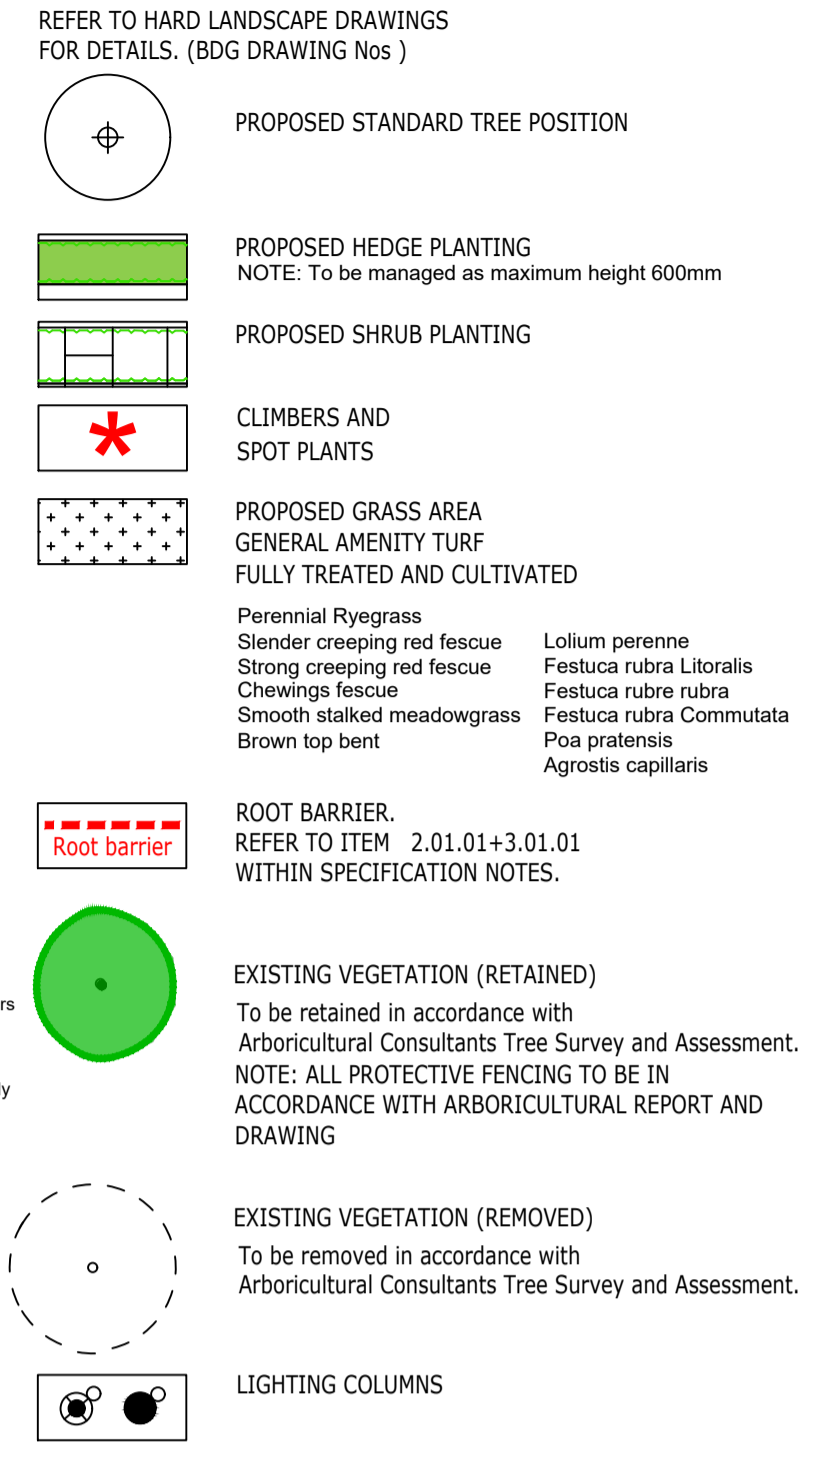 REFER TO HARD LANDSCAPE DRAWINGS
FOR DETAILS. (BDG DRAWING Nos )
PROPOSED STANDARD TREE POSITION
PROPOSED HEDGE PLANTING
NOTE: To be managed as maximum height 600mm
PROPOSED SHRUB PLANTING
CLIMBERS AND
SPOT PLANTS
PROPOSED GRASS AREA
GENERAL AMENITY TURF
FULLY TREATED AND CULTIVATED
Perennial Ryegrass
Slender creeping red fescue
Strong creeping red fescue
Chewings fescue
Smooth stalked meadowgrass
Brown top bent
Lolium perenne
Festuca rubra Litoralis
Festuca rubre rubra
Festuca rubra Commutata
Poa pratensis
Agrostis capillaris
Root barrier
ROOT BARRIER.
REFER TO ITEM 2.01.01+3.01.01
WITHIN SPECIFICATION NOTES.
EXISTING VEGETATION (RETAINED)
To be retained in accordance with
Arboricultural Consultants Tree Survey and Assessment.
NOTE: ALL PROTECTIVE FENCING TO BE IN
ACCORDANCE WITH ARBORICULTURAL REPORT AND
DRAWING
EXISTING VEGETATION (REMOVED)
To be removed in accordance with
Arboricultural Consultants Tree Survey and Assessment.
LIGHTING COLUMNS